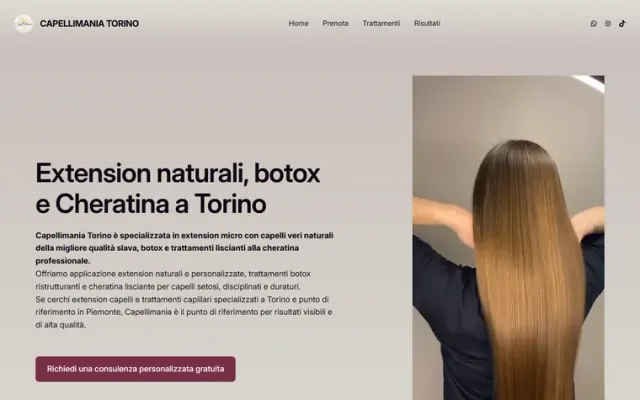 CAPELLIMANIA TORINO
Home Prenota Trattamenti Risultati
Extension naturali, botox
e Cheratina a Torino
Capellimania Torino è specializzata in extension micro con capelli veri naturali
della migliore qualità slava, botox e trattamenti liscianti alla cheratina
professionale.
Offriamo applicazione extension naturali e personalizzate, trattamenti botox
ristrutturanti e cheratina lisciante per capelli setosi, disciplinati e duraturi.
Se cerchi extension capelli e trattamenti capillari specializzati a Torino e punto di
riferimento in Piemonte, Capellimania è il punto di riferimento per risultati visibili e
di alta qualità.
Richiedi una consulenza personalizzata gratuita